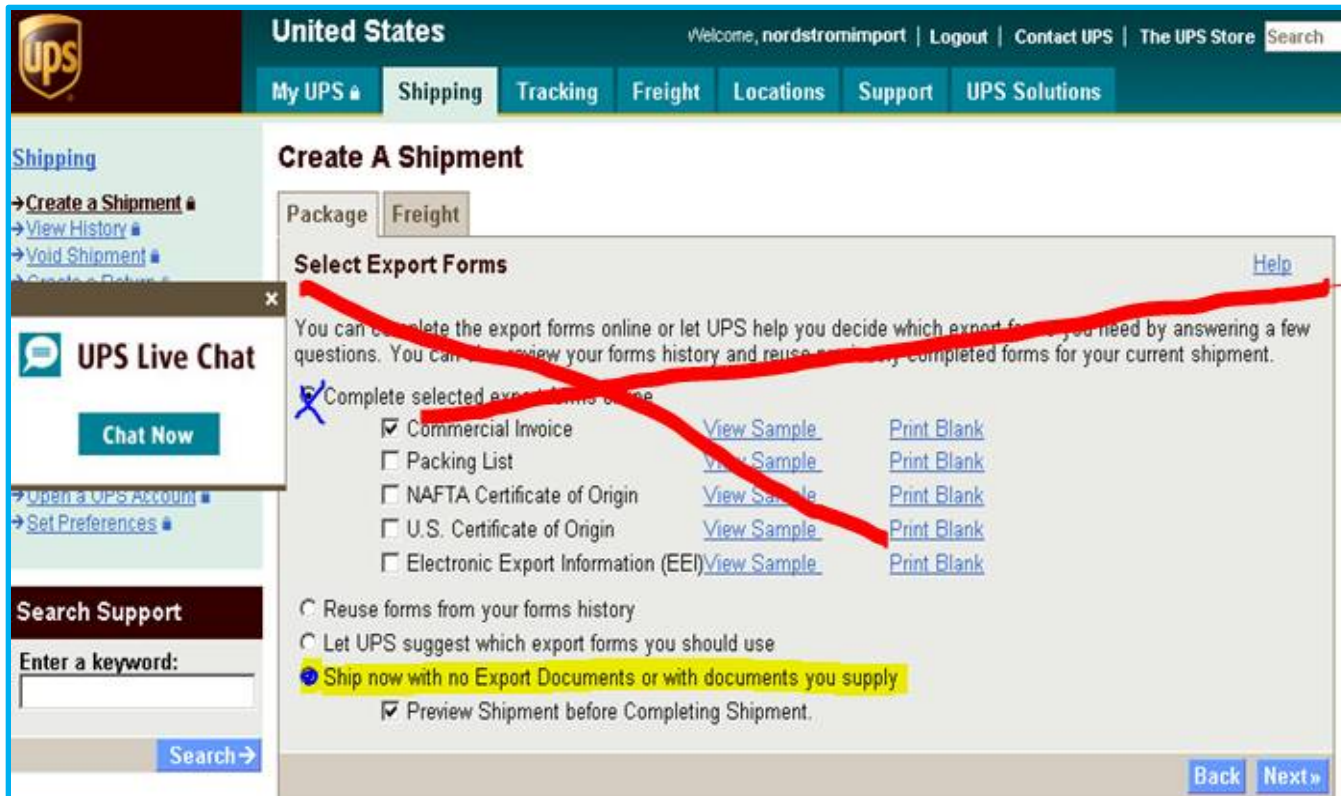 ups
United States
Welcome, nordstromimport | Logout | Contact UPS | The UPS Store Search
My UPS Shipping Tracking Freight Locations Support UPS Solutions
Shipping
Create a Shipment
View History
Void Shipment
UPS Live Chat
Chat Now
Open a UPS Account
Set Preferences
Search Support
Enter a keyword:
Search
Create A Shipment
Package Freight
Select Export Forms Help
You can complete the export forms online or let UPS help you decide which export forms you need by answering a few
questions. You can review your forms history and reuse completed forms for your current shipment.
Complete selected export forms online
Commercial Invoice View Sample Print Blank
Packing List View Sample Print Blank
NAFTA Certificate of Origin View Sample Print Blank
U.S. Certificate of Origin View Sample Print Blank
Electronic Export Information (EEI) View Sample Print Blank
Reuse forms from your forms history
Let UPS suggest which export forms you should use
Ship now with no Export Documents or with documents you supply
Preview Shipment before Completing Shipment.
Back Next»